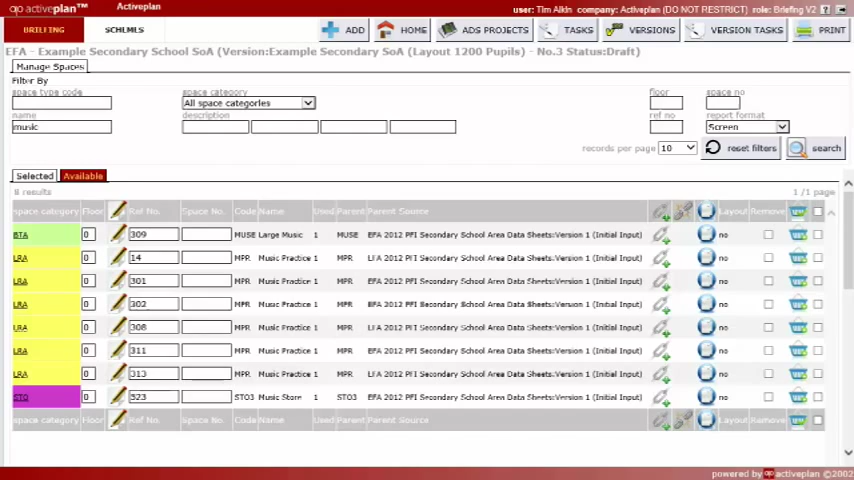 activeplan™ Activeplan user: Tim Aikin company: Activeplan (DO NOT RESTRICT) role: Briefing V2
BRIEFING SCHEMES ADD HOME ADS PROJECTS TASKS VERSIONS VERSION TASKS PRINT
EFA - Example Secondary School SoA (Version:Example Secondary SoA (Layout 1200 Pupils) - No.3 Status:Draft)
Manage Spaces
Filter By
space type code space category floor space no
All space categories
name description ref no report format
music Screen
records per page 10 reset filters search
Selected Available
8 results 1 /1 page
space category Floor Ref No. Space No. Code Name Used Parent Parent Source Layout Remove
BTA 0 309 MUSE Large Music 1 MUSE EFA 2012 PFI Secondary School Area Data Sheets:Version 1 (Initial Input) no
LRA 0 14 MPR Music Practice 1 MPR EFA 2012 PFI Secondary School Area Data Sheets:Version 1 (Initial Input) no
LRA 0 301 MPR Music Practice 1 MPR EFA 2012 PFI Secondary School Area Data Sheets:Version 1 (Initial Input) no
LRA 0 302 MPR Music Practice 1 MPR EFA 2012 PFI Secondary School Area Data Sheets:Version 1 (Initial Input) no
LRA 0 308 MPR Music Practice 1 MPR EFA 2012 PFI Secondary School Area Data Sheets:Version 1 (Initial Input) no
LRA 0 311 MPR Music Practice 1 MPR EFA 2012 PFI Secondary School Area Data Sheets:Version 1 (Initial Input) no
LRA 0 313 MPR Music Practice 1 MPR EFA 2012 PFI Secondary School Area Data Sheets:Version 1 (Initial Input) no
STO 0 523 STO3 Music Store 1 STO3 EFA 2012 PFI Secondary School Area Data Sheets:Version 1 (Initial Input) no
space category Floor Ref No. Space No. Code Name Used Parent Parent Source Layout Remove
powered by activeplan ©2002